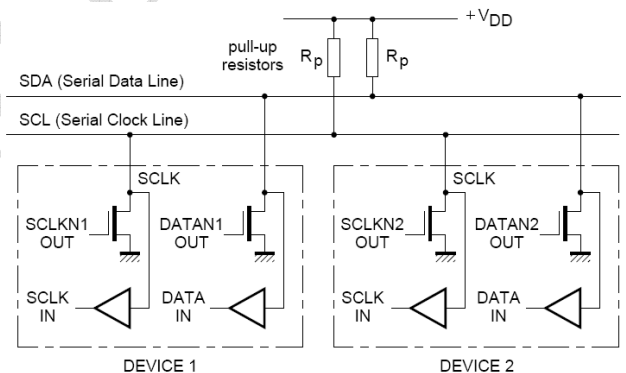 +VDD
pull-up
resistors
Rp
Rp
SDA (Serial Data Line)
SCL (Serial Clock Line)
SCLK
SCLKN1
OUT
DATAN1
OUT
SCLK
IN
DATA
IN
DEVICE 1
SCLK
SCLKN2
OUT
DATAN2
OUT
SCLK
IN
DATA
IN
DEVICE 2